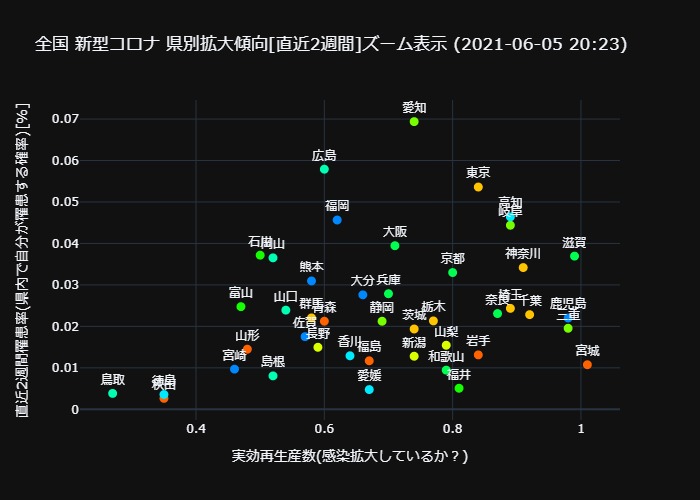 全国 新型コロナ 県別拡大傾向[直近2週間]ズーム表示 (2021-06-05 20:23)
直近2週間罹患率(県内で自分が罹患する確率)[%]
0.07
0.06
0.05
0.04
0.03
0.02
0.01
0
愛知
広島
東京
福岡
高知
岐阜
大阪
滋賀
石川
岡山
神奈川
京都
熊本
大分
兵庫
富山
山口
静岡
埼玉
奈良
千葉
鹿児島
三重
群馬
青森
茨城
栃木
佐賀
長野
新潟
山梨
山形
香川
福島
和歌山
岩手
宮城
宮崎
島根
愛媛
福井
鳥取
徳島
秋田
0.4
0.6
0.8
1
実効再生産数(感染拡大しているか？)